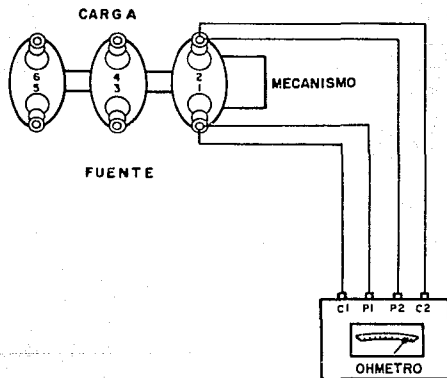 CARGA
6 4 2
5 3 1
MECANISMO
FUENTE
C1 P1 P2 C2
OHMETRO